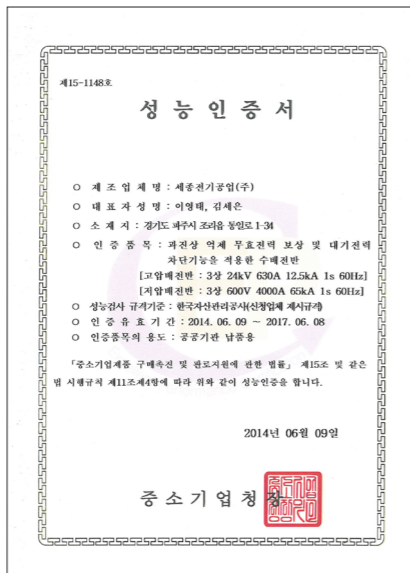 제15-1148호
성능인증서
○ 제조업체명 : 세종전기공업(주)
○ 대표자성명 : 이영태, 김세은
○ 소재지 : 경기도 파주시 조리읍 통일로 1-34
○ 인증품목 : 과진상 억제 무효전력 보상 및 대기전력
차단기능을 적용한 수배전반
[고압배전반 : 3상 24kV 630A 12.5kA 1s 60Hz]
[저압배전반 : 3상 600V 4000A 65kA 1s 60Hz]
○ 성능검사 규격기준 : 한국자산관리공사(신청업체 제시규격)
○ 인증유효기간 : 2014. 06. 09 ~ 2017. 06. 08
○ 인증품목의 용도 : 공공기관 납품용
「중소기업제품 구매촉진 및 판로지원에 관한 법률」 제15조 및 같은
법 시행규칙 제11조제4항에 따라 위와 같이 성능인증을 합니다.
2014년 06월 09일
중소기업청장